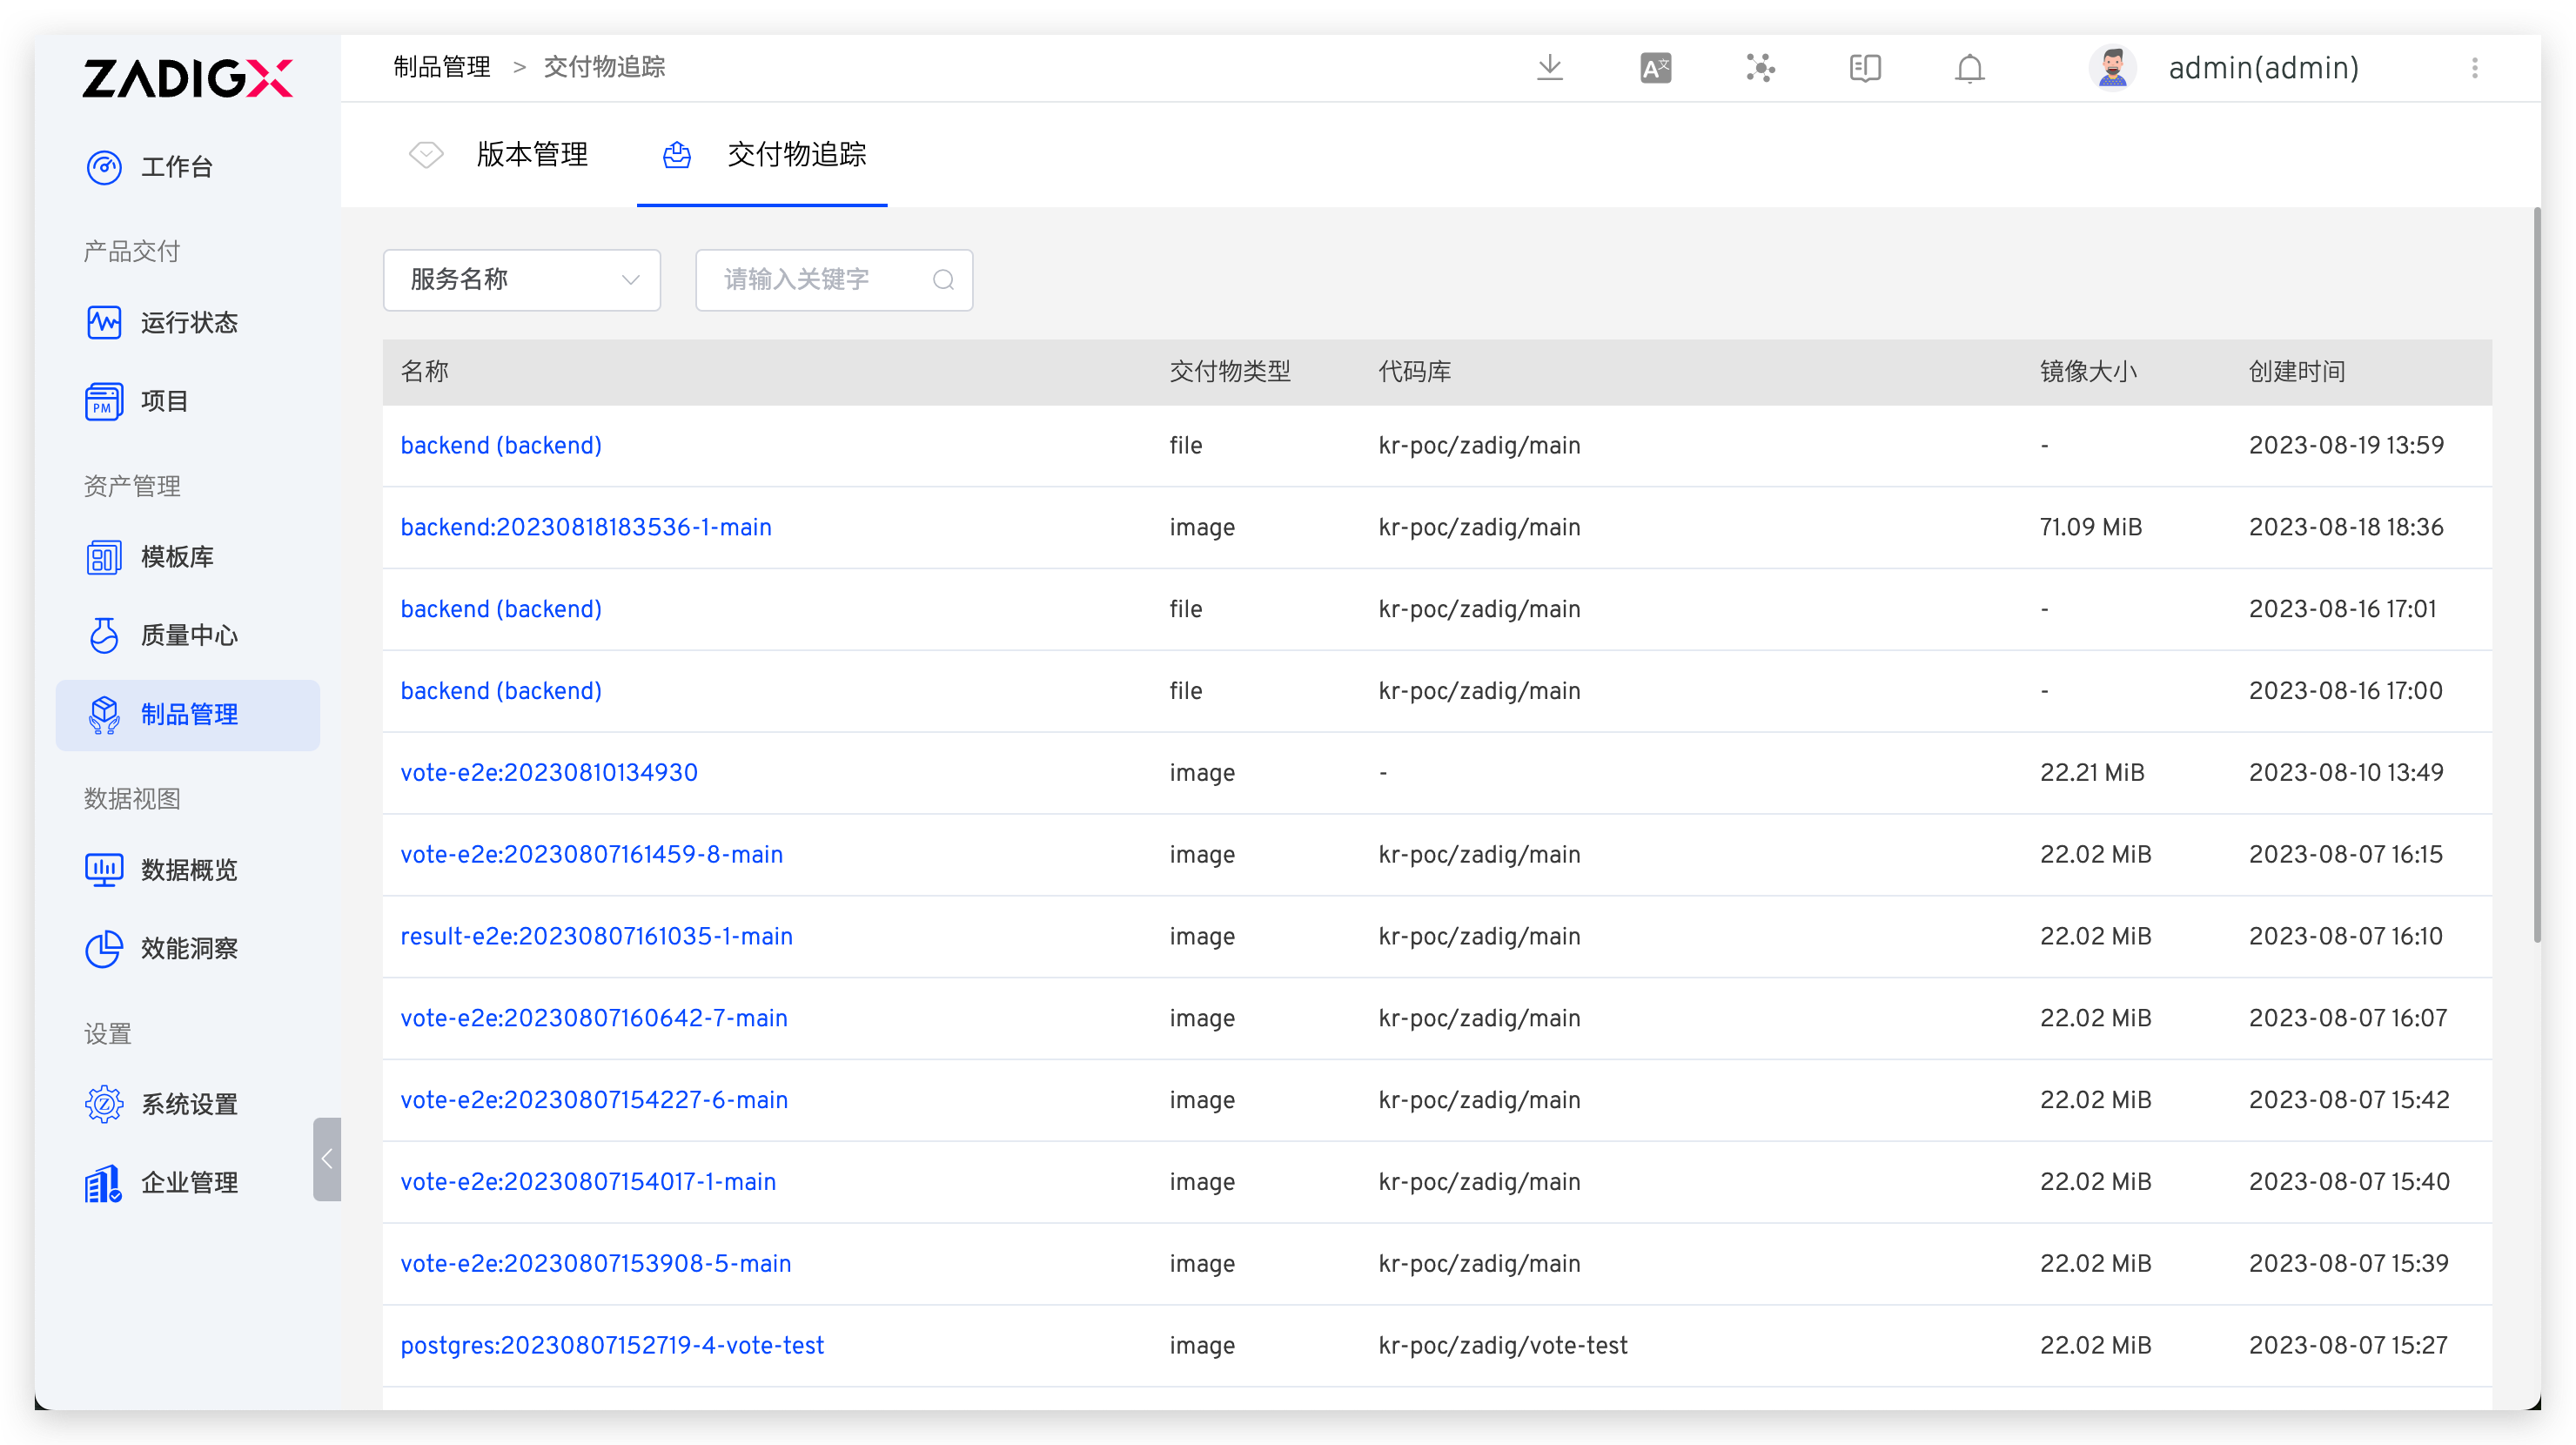 ZADIGX
工作台
产品交付
运行状态
PM
项目
资产管理
模板库
质量中心
制品管理
数据视图
数据概览
效能洞察
设置
Z
系统设置
企业管理
制品管理 > 交付物追踪
A文
admin(admin)
版本管理 交付物追踪
服务名称 请输入关键字
名称 交付物类型 代码库 镜像大小 创建时间
backend (backend) file kr-poc/zadig/main - 2023-08-19 13:59
backend:20230818183536-1-main image kr-poc/zadig/main 71.09 MiB 2023-08-18 18:36
backend (backend) file kr-poc/zadig/main - 2023-08-16 17:01
backend (backend) file kr-poc/zadig/main - 2023-08-16 17:00
vote-e2e:20230810134930 image - 22.21 MiB 2023-08-10 13:49
vote-e2e:20230807161459-8-main image kr-poc/zadig/main 22.02 MiB 2023-08-07 16:15
result-e2e:20230807161035-1-main image kr-poc/zadig/main 22.02 MiB 2023-08-07 16:10
vote-e2e:20230807160642-7-main image kr-poc/zadig/main 22.02 MiB 2023-08-07 16:07
vote-e2e:20230807154227-6-main image kr-poc/zadig/main 22.02 MiB 2023-08-07 15:42
vote-e2e:20230807154017-1-main image kr-poc/zadig/main 22.02 MiB 2023-08-07 15:40
vote-e2e:20230807153908-5-main image kr-poc/zadig/main 22.02 MiB 2023-08-07 15:39
postgres:20230807152719-4-vote-test image kr-poc/zadig/vote-test 22.02 MiB 2023-08-07 15:27